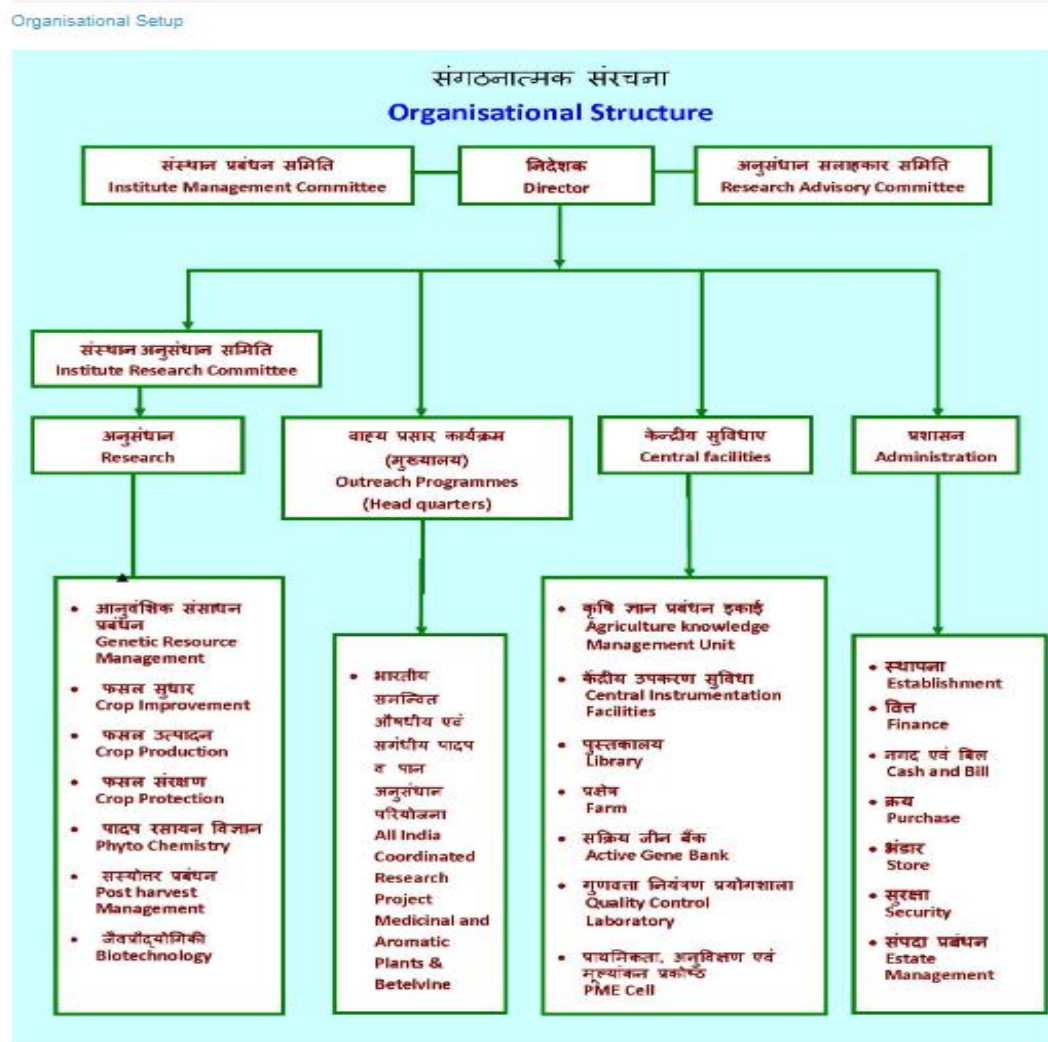 Organisational Setup
संगठनात्मक संरचना
Organisational Structure
संस्थान प्रबंधन समिति
Institute Management Committee
निदेशक
Director
अनुसंधान सलाहकार समिति
Research Advisory Committee
संस्थान अनुसंधान समिति
Institute Research Committee
अनुसंधान
Research
वाह्य प्रसार कार्यक्रम
(मुख्यालय)
Outreach Programmes
(Head quarters)
केन्द्रीय सुविधाए
Central facilities
प्रशासन
Administration
• आनुवंशिक संसाधन
प्रबंधन
Genetic Resource
Management
• फसल सुधार
Crop Improvement
• फसल उत्पादन
Crop Production
• फसल संरक्षण
Crop Protection
• पादप रसायन विज्ञान
Phyto Chemistry
• सस्योत्तर प्रबंधन
Post harvest
Management
• जैवप्रौद्योगिकी
Biotechnology
• भारतीय
समन्वित
औषधीय एवं
सगंधीय पादप
व पान
अनुसंधान
परियोजना
All India
Coordinated
Research
Project
Medicinal and
Aromatic
Plants &
Betelvine
• कृषि ज्ञान प्रबंधन इकाई
Agriculture knowledge
Management Unit
• केंद्रीय उपकरण सुविधा
Central Instrumentation
Facilities
• पुस्तकालय
Library
• प्रक्षेत्र
Farm
• सक्रिय जीन बैंक
Active Gene Bank
• गुणवत्ता नियंत्रण प्रयोगशाला
Quality Control
Laboratory
• प्राथमिकता, अनुविक्षण एवं
मूल्यांकन प्रकोष्ठ
PME Cell
• स्थापना
Establishment
• वित्त
Finance
• नगद एवं बिल
Cash and Bill
• क्रय
Purchase
• भंडार
Store
• सुरक्षा
Security
• संपदा प्रबंधन
Estate
Management